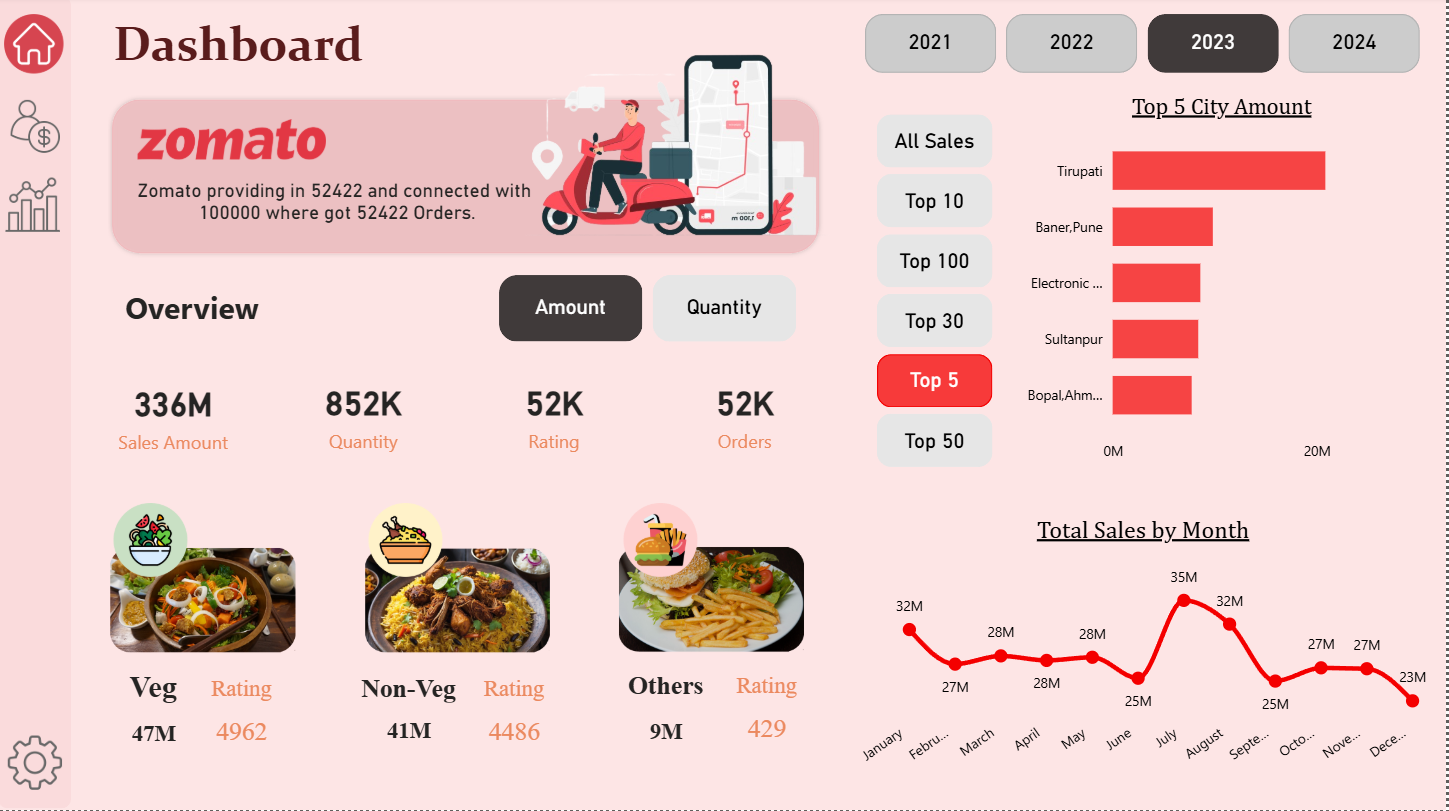 Dashboard
2021
2022
2023
2024
zomato
Zomato providing in 52422 and connected with
100000 where got 52422 Orders.
Overview
Amount
Quantity
336M
Sales Amount
852K
Quantity
52K
Rating
52K
Orders
Veg
Rating
47M
4962
Non-Veg
Rating
41M
4486
Others
Rating
9M
429
All Sales
Top 10
Top 100
Top 30
Top 5
Top 50
Top 5 City Amount
Tirupati
Baner,Pune
Electronic ...
Sultanpur
Bopal,Ahm...
0M
20M
Total Sales by Month
32M
27M
28M
28M
28M
25M
35M
32M
25M
27M
27M
23M
January
Febru...
March
April
May
June
July
August
Septe...
Octo...
Nove...
Dece...